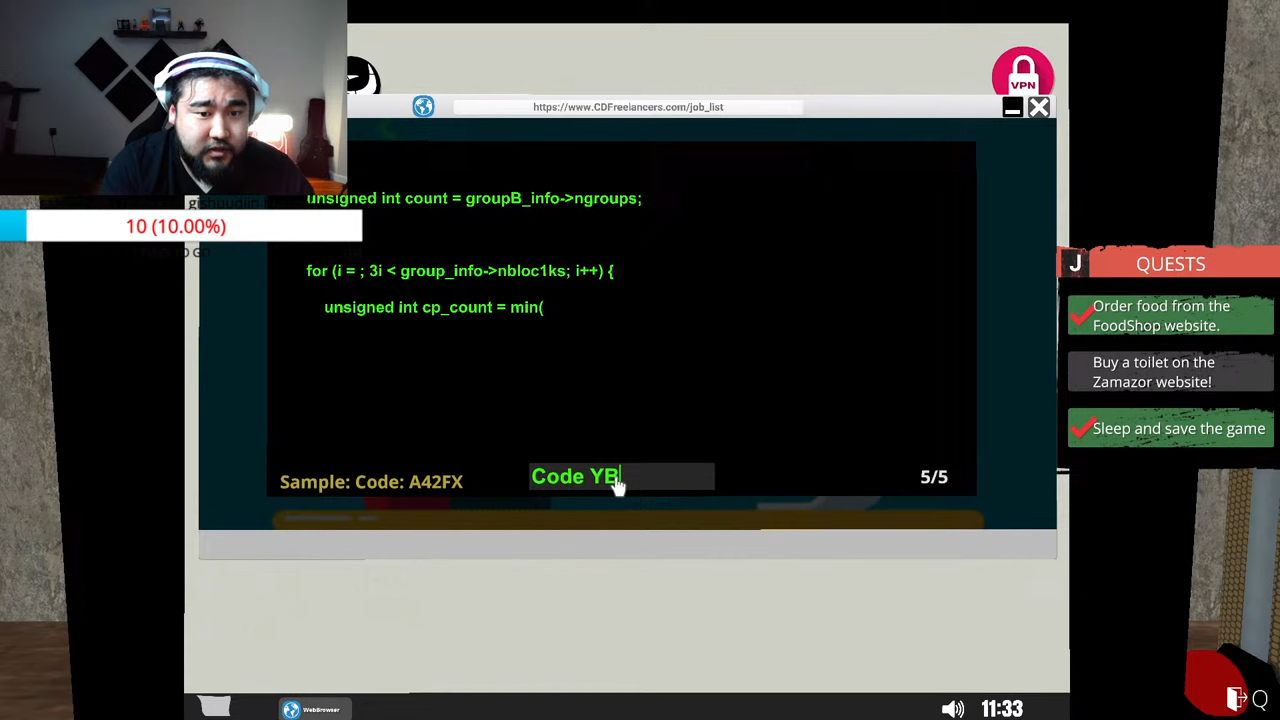 VPN
https://www.CDFreelancers.com/job_list
unsigned int count = groupB_info->ngroups;
10 (10.00%)
for (i = ; 3i < group_info->nbloc1ks; i++) {
unsigned int cp_count = min(
Sample: Code: A42FX
Code YB
5/5
J QUESTS
Order food from the
FoodShop website.
Buy a toilet on the
Zamazor website!
Sleep and save the game
WebBrowser
11:33
Q